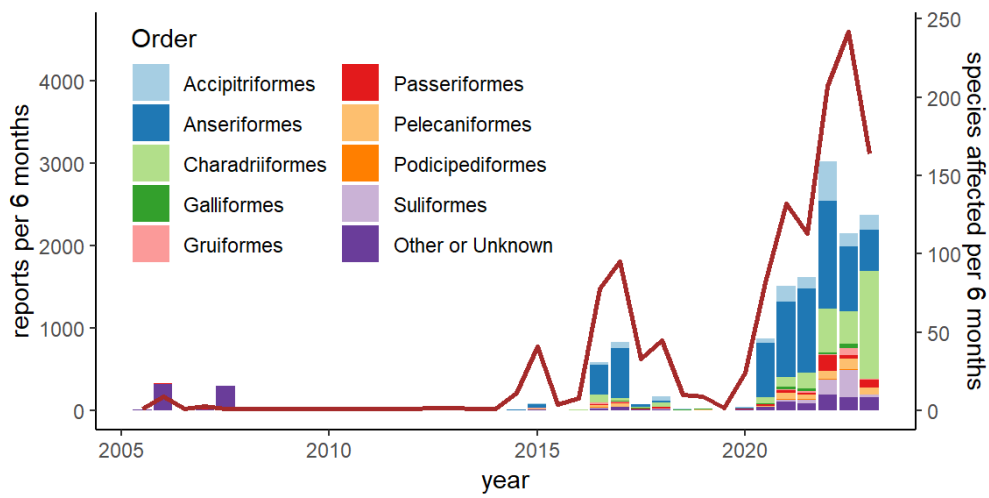 Order
Accipitriformes
Anseriformes
Charadriiformes
Galliformes
Gruiformes
Passeriformes
Pelecaniformes
Podicipediformes
Suliformes
Other or Unknown
reports per 6 months
4000
3000
2000
1000
0
species affected per 6 months
250
200
150
100
50
0
2005
2010
2015
2020
year